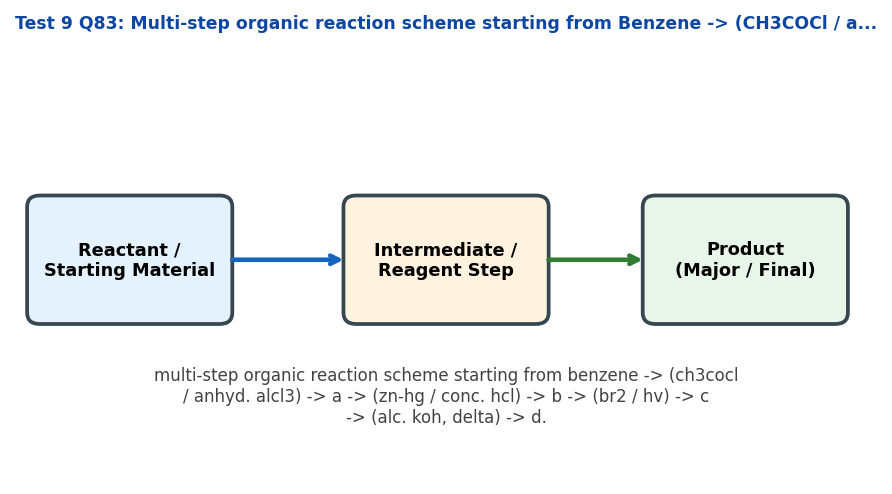 Test 9 Q83: Multi-step organic reaction scheme starting from Benzene -> (CH3COCl / a...
Reactant /
Starting Material
Intermediate /
Reagent Step
Product
(Major / Final)
multi-step organic reaction scheme starting from benzene -> (ch3cocl
/ anhyd. alcl3) -> a -> (zn-hg / conc. hcl) -> b -> (br2 / hv) -> c
-> (alc. koh, delta) -> d.